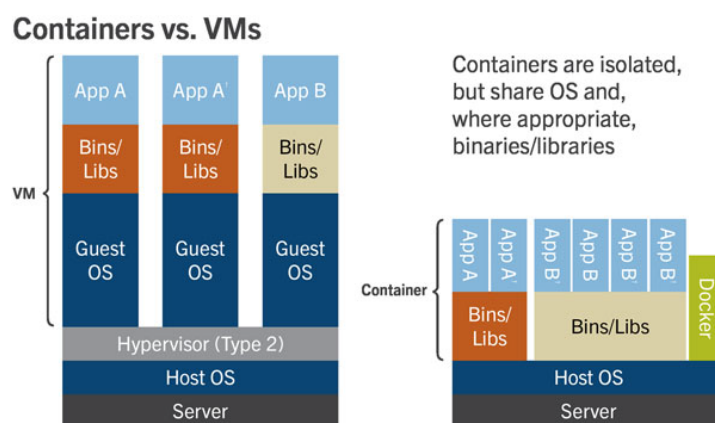 Containers vs. VMs
App A
App A'
App B
Bins/
Libs
Bins/
Libs
Bins/
Libs
VM
Guest
OS
Guest
OS
Guest
OS
Hypervisor (Type 2)
Host OS
Server
Containers are isolated,
but share OS and,
where appropriate,
binaries/libraries
App A
App A'
App B'
App B
App B'
App B'
Docker
Container
Bins/
Libs
Bins/Libs
Host OS
Server